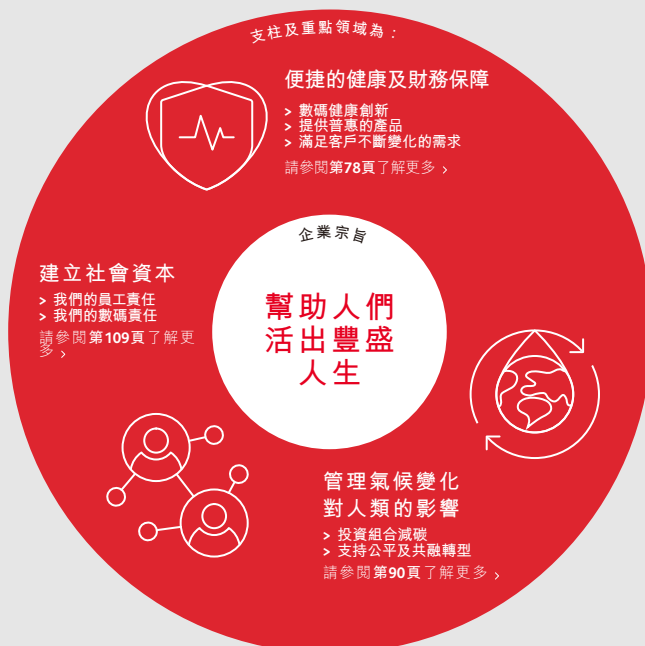 支柱及重點領域為：
便捷的健康及財務保障
> 數碼健康創新
> 提供普惠的產品
> 滿足客戶不斷變化的需求
請參閱第78頁了解更多 >
企業宗旨
幫助人們
活出豐盛
人生
建立社會資本
> 我們的員工責任
> 我們的數碼責任
請參閱第109頁了解更
多 >
管理氣候變化
對人類的影響
> 投資組合減碳
> 支持公平及共融轉型
請參閱第90頁了解更多 >